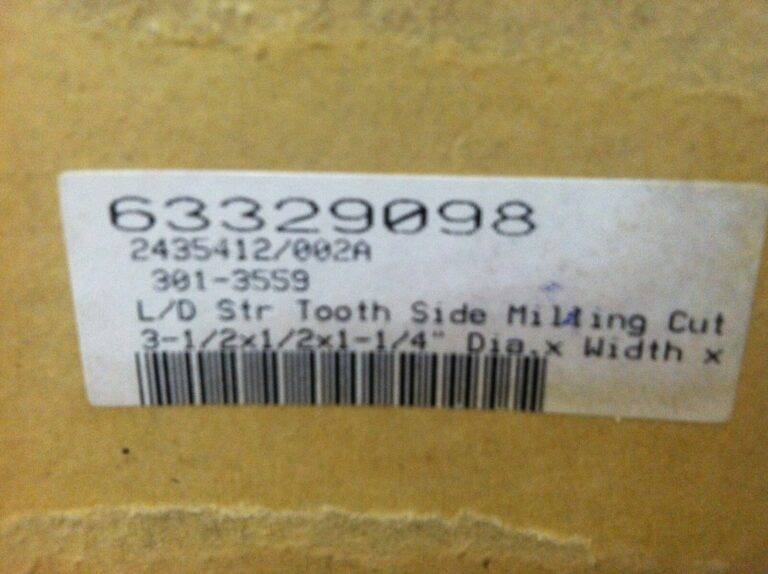 63329098
2435412/002A
301-3559
L/D Str Tooth Side Milling Cut
3-1/2x1/2x1-1/4" Dia.x Width x